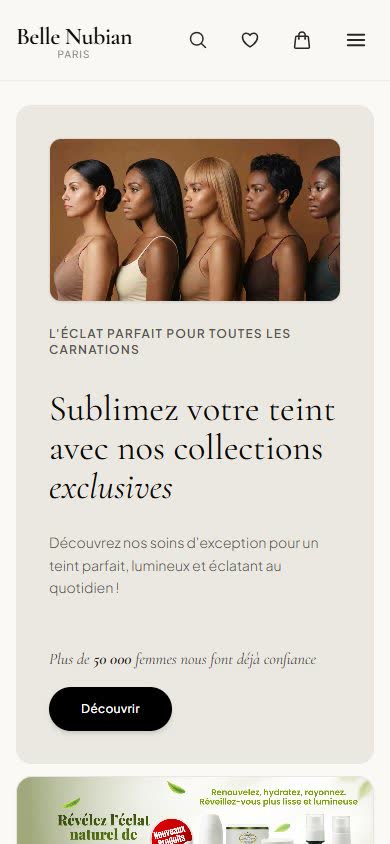 Belle Nubian
PARIS
L'ÉCLAT PARFAIT POUR TOUTES LES
CARNATIONS
Sublimez votre teint
avec nos collections
exclusives
Découvrez nos soins d'exception pour un
teint parfait, lumineux et éclatant au
quotidien !
Plus de 50 000 femmes nous font déjà confiance
Découvrir
Renouvelez, hydratez, rayonnez.
Réveillez-vous plus lisse et lumineuse
Révélez l'éclat
naturel de
Nouveaux
Produits